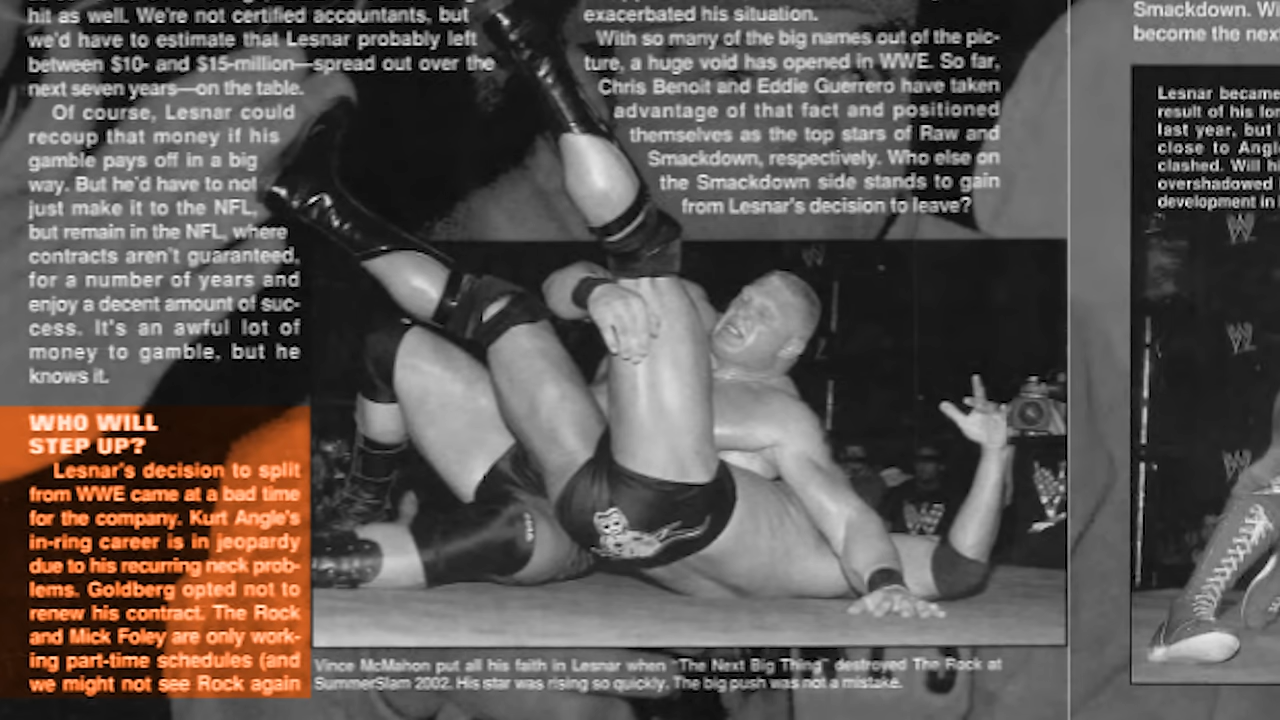 hit as well. We're not certified accountants, but
we'd have to estimate that Lesnar probably left
between $10- and $15-million—spread out over the
next seven years—on the table.
Of course, Lesnar could
recoup that money if his
gamble pays off in a big
way. But he'd have to not
just make it to the NFL,
but remain in the NFL, where
contracts aren't guaranteed,
for a number of years and
enjoy a decent amount of suc-
cess. It's an awful lot of
money to gamble, but he
knows it.
WHO WILL
STEP UP?
Lesnar's decision to split
from WWE came at a bad time
for the company. Kurt Angle's
in-ring career is in jeopardy
due to his recurring neck prob-
lems. Goldberg opted not to
renew his contract. The Rock
and Mick Foley are only work-
ing part-time schedules (and
we might not see Rock again
exacerbated his situation.
With so many of the big names out of the pic-
ture, a huge void has opened in WWE. So far,
Chris Benoit and Eddie Guerrero have taken
advantage of that fact and positioned
themselves as the top stars of Raw and
Smackdown, respectively. Who else on
the Smackdown side stands to gain
from Lesnar's decision to leave?
Vince McMahon put all his faith in Lesnar when "The Next Big Thing" destroyed The Rock at
SummerSlam 2002. His star was rising so quickly. The big push was not a mistake.
Smackdown.
become the
Lesnar became
result of his
last year, but
close to
clashed. Will
overshadowed
development in